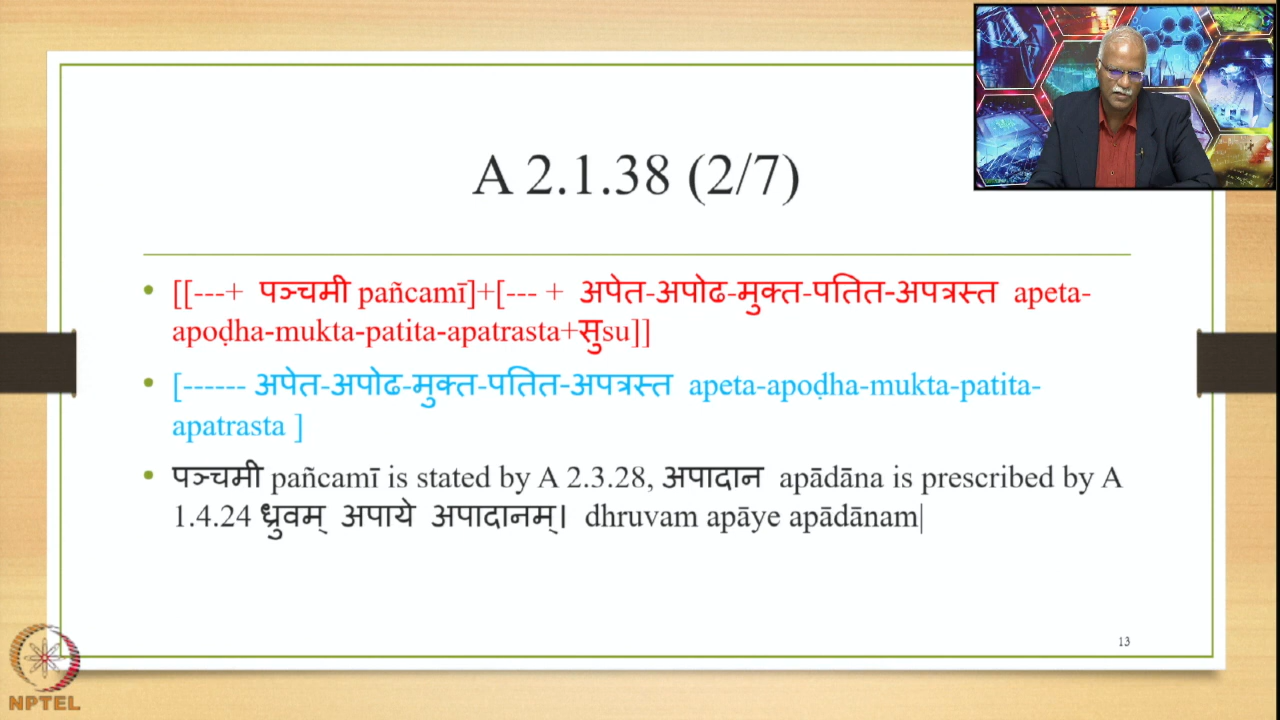 A 2.1.38 (2/7)
• [[---+ पञ्चमी pañcamī]+[--- + अपेत-अपोढ-मुक्त-पतित-अपत्रस्त apeta-
apoḍha-mukta-patita-apatrasta+सुsu]]
• [------ अपेत-अपोढ-मुक्त-पतित-अपत्रस्त apeta-apoḍha-mukta-patita-
apatrasta ]
• पञ्चमी pañcamī is stated by A 2.3.28, अपादान apādāna is prescribed by A
1.4.24 ध्रुवम् अपाये अपादानम्। dhruvam apāye apādānam|
13
NPTEL